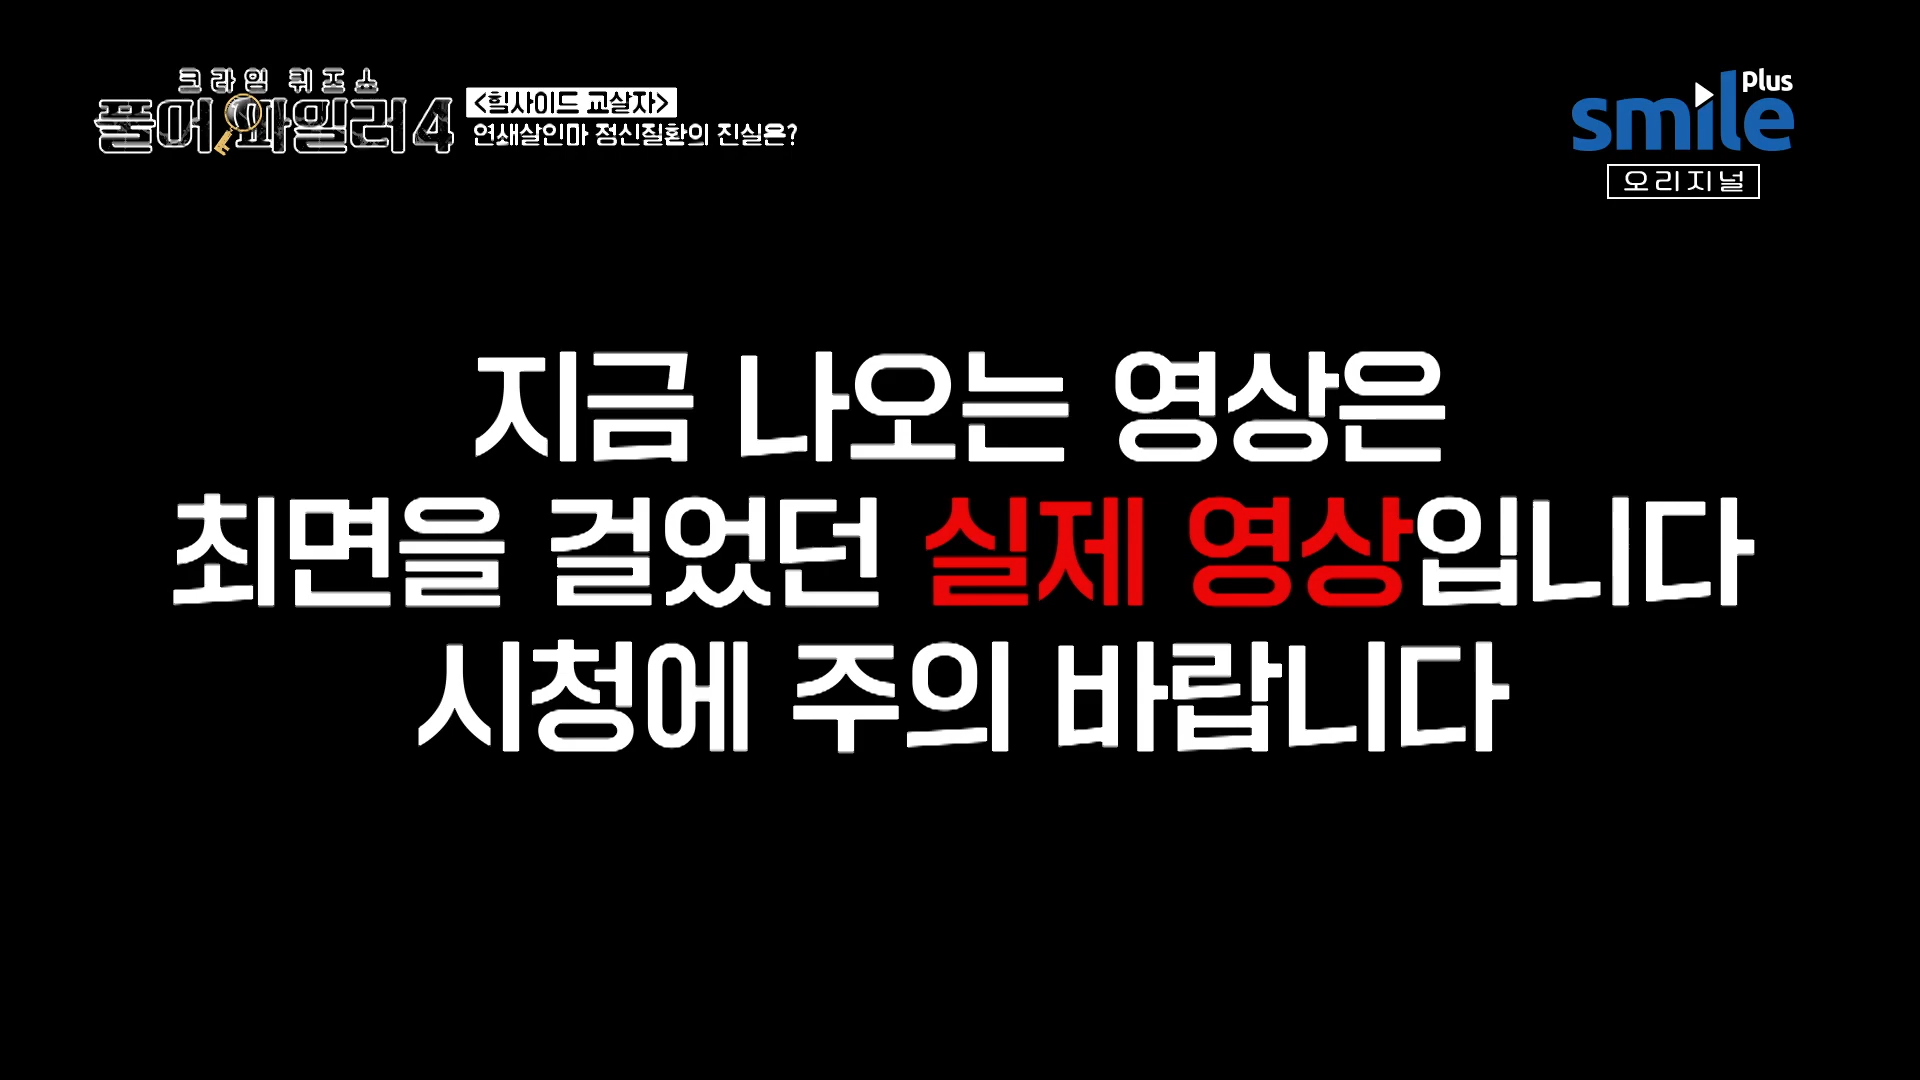 크라임 퀴즈쇼
풀어파일러4
<힐사이드 교살자>
연쇄살인마 정신질환의 진실은?
smile Plus
오리지널
지금 나오는 영상은
최면을 걸었던 실제 영상입니다
시청에 주의 바랍니다